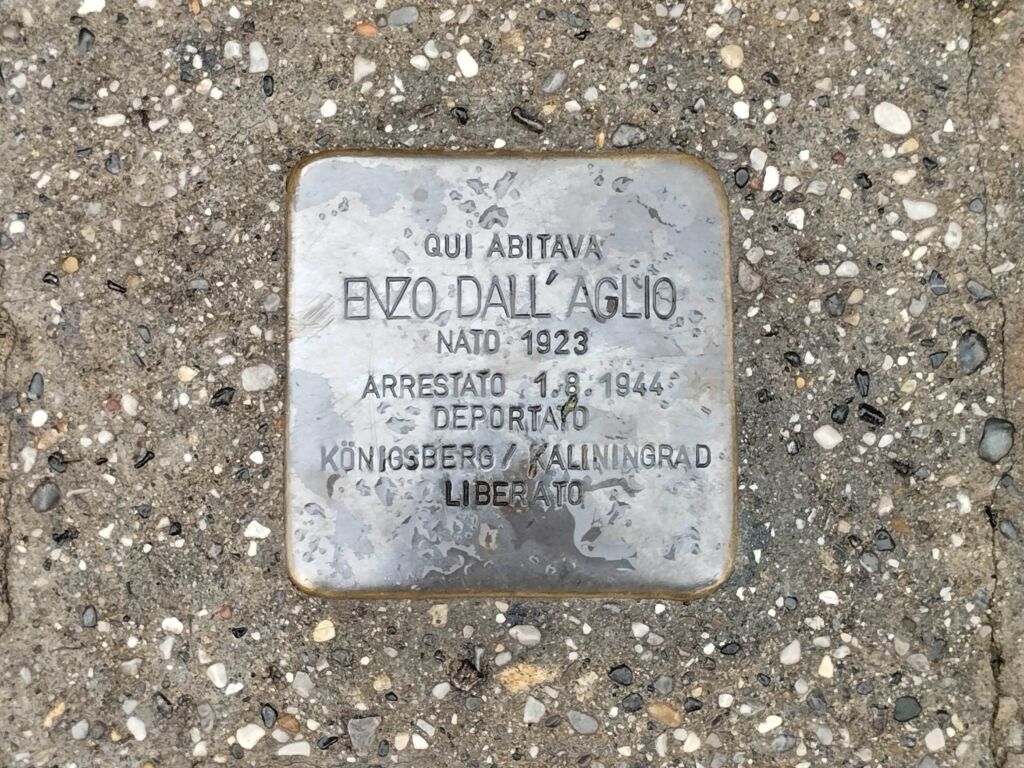 QUI ABITAVA
ENZO DALL' AGLIO
NATO 1923
ARRESTATO 1.8.1944
DEPORTATO
KÖNIGSBERG / KALININGRAD
LIBERATO